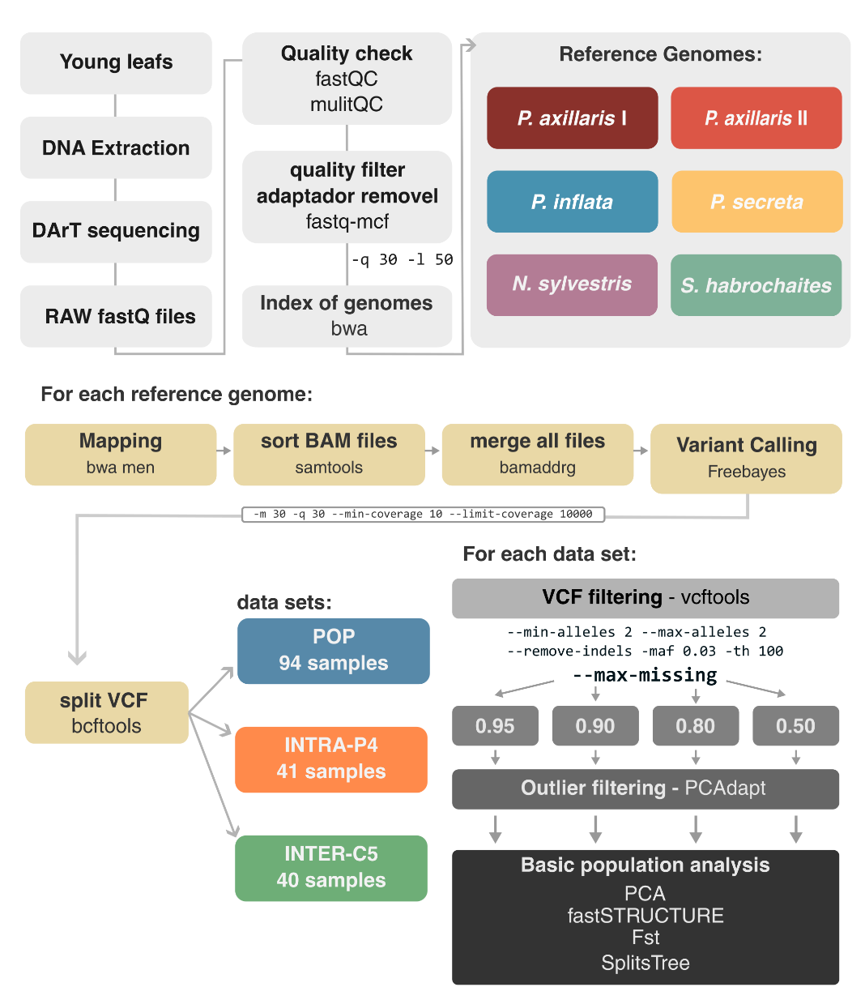 Young leafs
DNA Extraction
DArT sequencing
RAW fastQ files
Quality check
fastQC
mulitQC
quality filter
adaptador removel
fastq-mcf
-q 30 -l 50
Index of genomes
bwa
Reference Genomes:
P. axillaris I
P. axillaris II
P. inflata
P. secreta
N. sylvestris
S. habrochaites
For each reference genome:
Mapping
bwa men
sort BAM files
samtools
merge all files
bamaddrg
Variant Calling
Freebayes
-m 30 -q 30 --min-coverage 10 --limit-coverage 10000
split VCF
bcftools
data sets:
POP
94 samples
INTRA-P4
41 samples
INTER-C5
40 samples
For each data set:
VCF filtering - vcftools
--min-alleles 2 --max-alleles 2
--remove-indels -maf 0.03 -th 100
--max-missing
0.95
0.90
0.80
0.50
Outlier filtering - PCAdapt
Basic population analysis
PCA
fastSTRUCTURE
Fst
SplitsTree